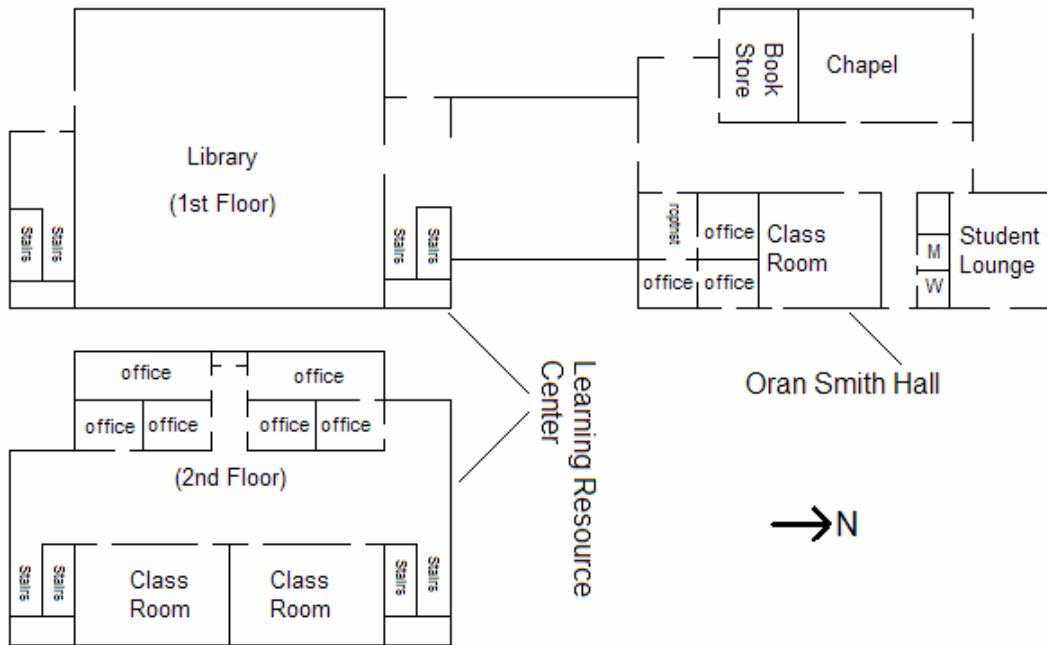 Library
(1st Floor)
Stairs
Stairs
Stairs
Stairs
Book
Store
Chapel
rcptnst
office
office
office
Class
Room
M
W
Student
Lounge
Oran Smith Hall
Learning Resource
Center
office
office
office
office
office
office
(2nd Floor)
Stairs
Stairs
Class
Room
Class
Room
Stairs
Stairs
N